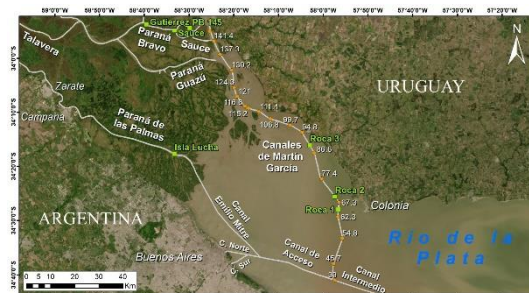 59°0'0"O
58°50'0"O
58°40'0"O
58°30'0"O
58°20'0"O
58°10'0"O
58°0'0"O
57°50'0"O
57°40'0"O
57°30'0"O
Gutierrez PB 145
Sauce
Talavera
Paraná
Bravo
Sauce
141.4
137.3
34°0'0"S
N
Paraná
Guazú
130.2
124.3
121
URUGUAY
Zarate
Campana
116.6
115.2
111.4
106.8
99.7
94.8
34°10'0"S
Paraná de
las Palmas
Isla Lucha
Canales
de Martín
García
Roca 3
86.6
34°20'0"S
77.4
Roca 2
67.3
Roca 1
62.3
Colonia
34°30'0"S
ARGENTINA
Canal
Emilio Mitre
54.8
Río de la
Plata
Buenos Aires
C. Norte
C. Sur
Canal de
Acceso
45.7
39
Canal
Intermedio
34°40'0"S
0 5 10 20 30 40
Km